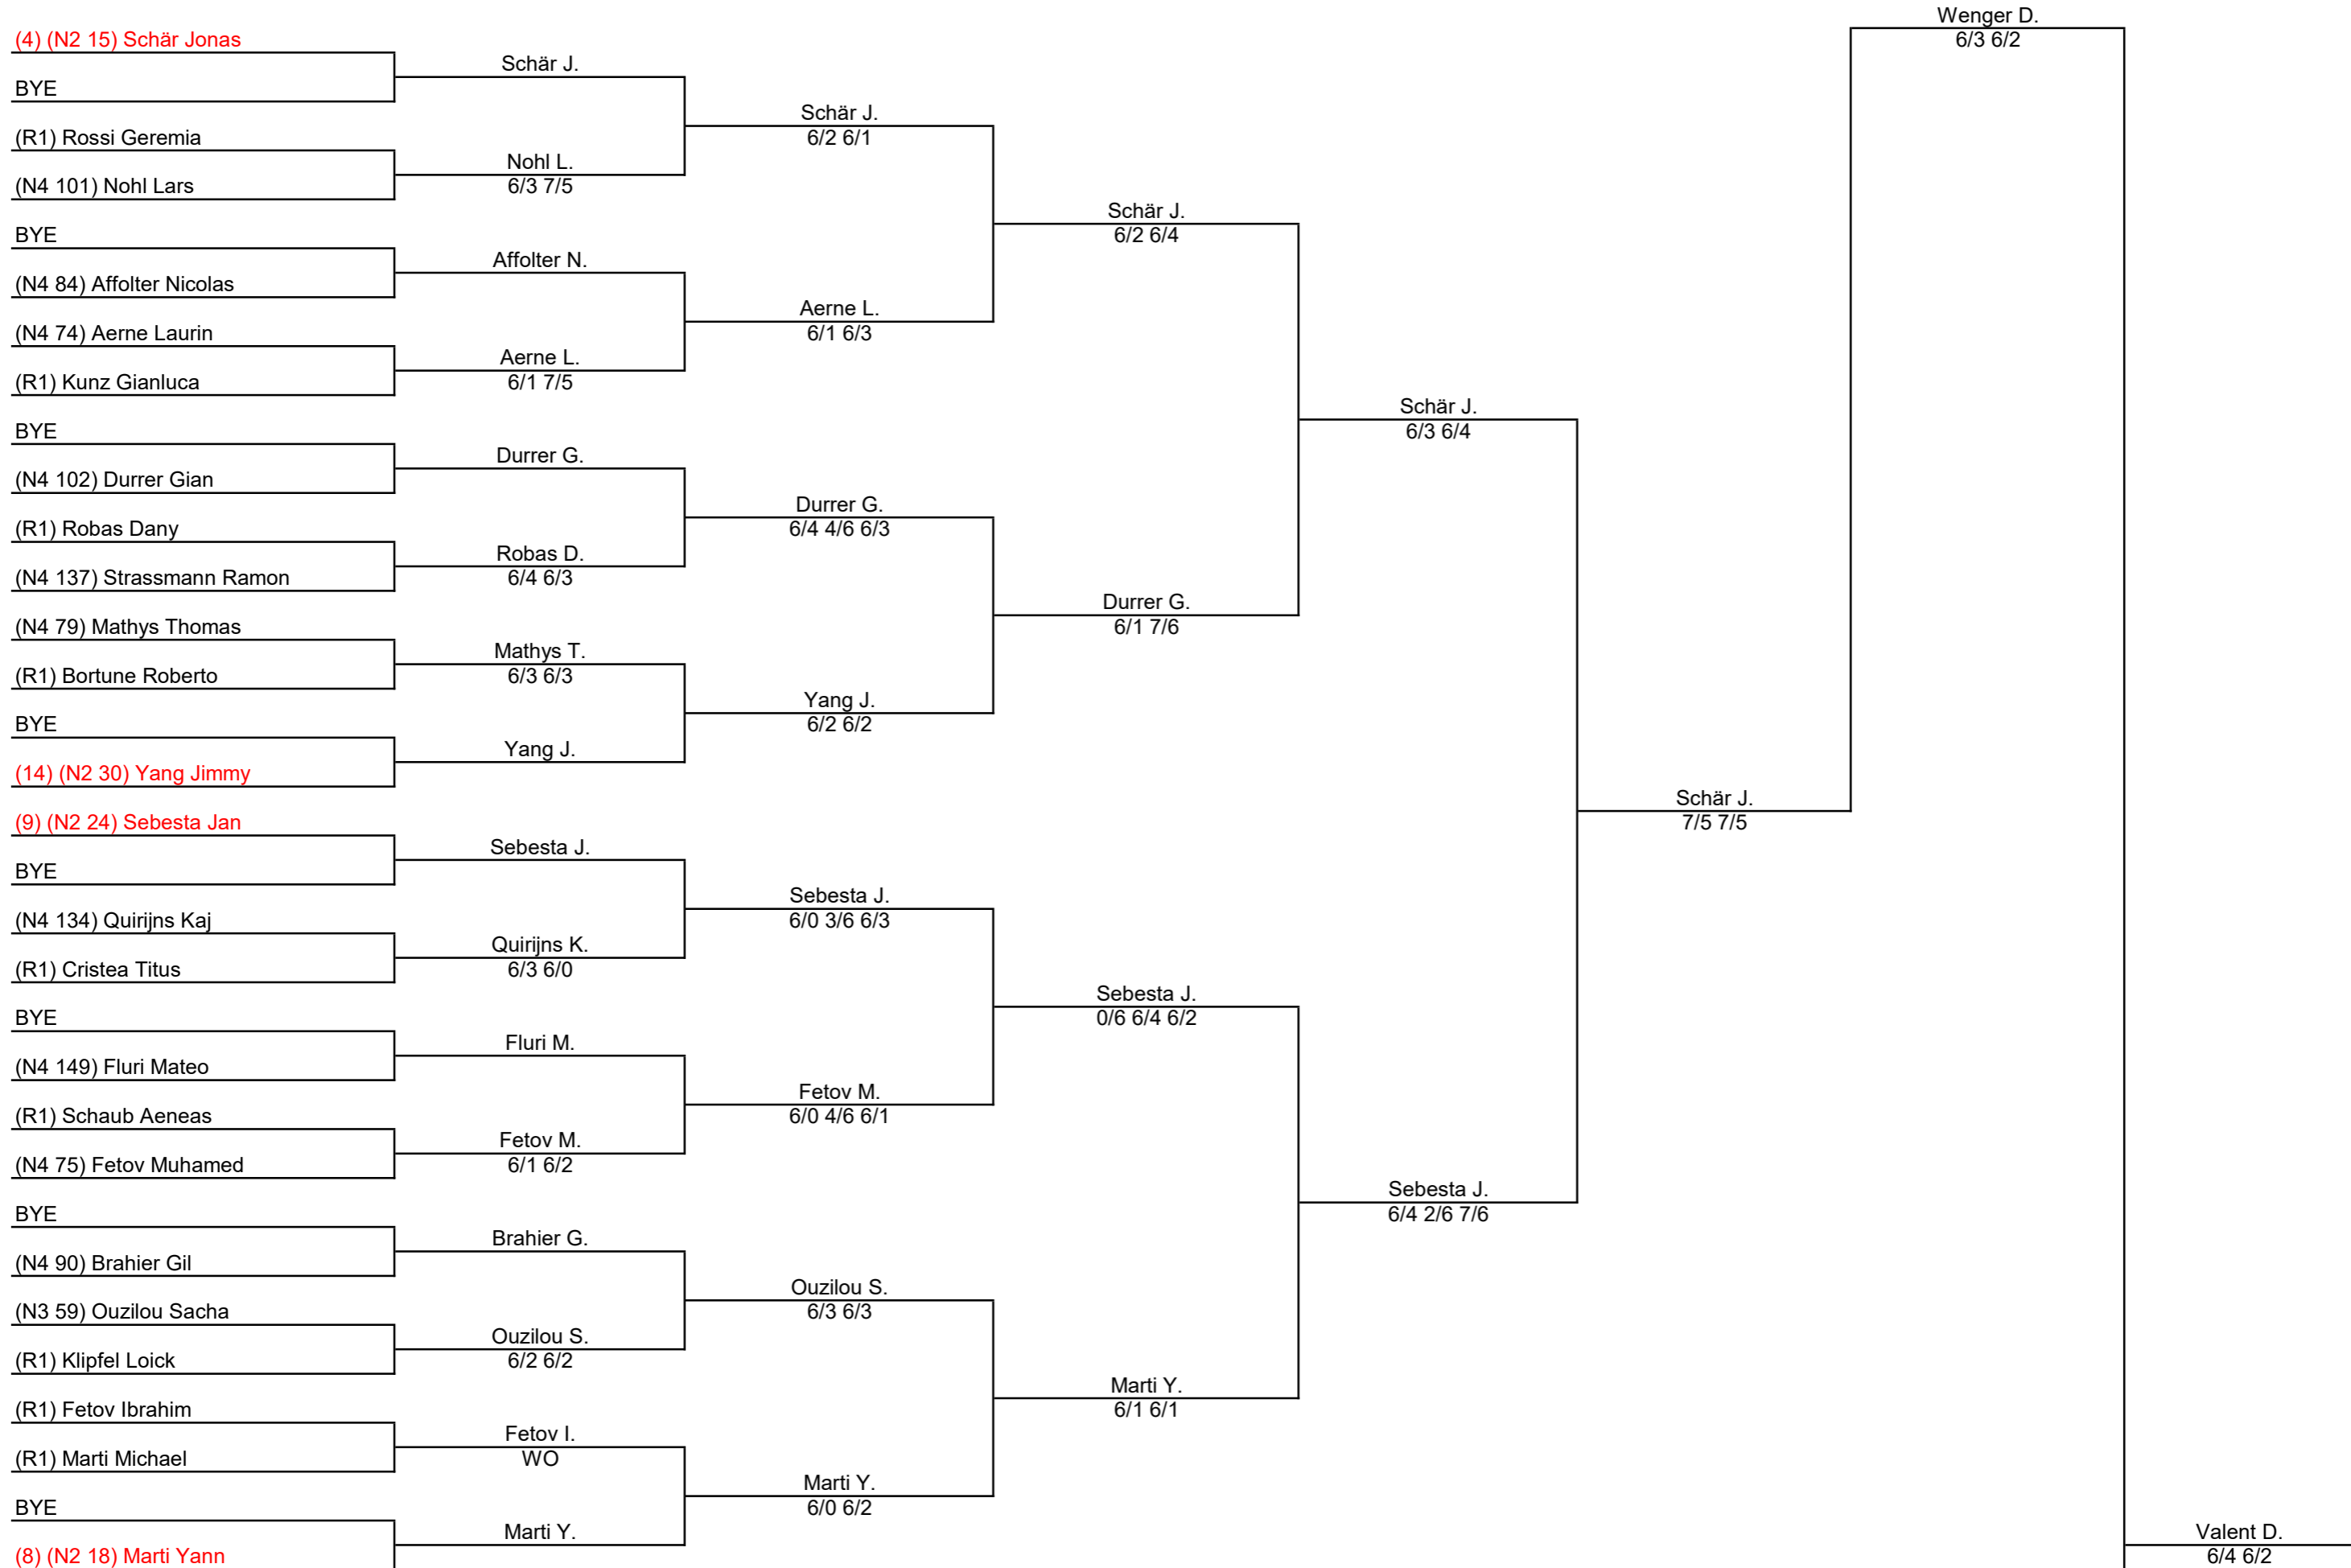 (4) (N2 15) Schär Jonas
BYE
(R1) Rossi Geremia
(N4 101) Nohl Lars
BYE
(N4 84) Affolter Nicolas
(N4 74) Aerne Laurin
(R1) Kunz Gianluca
BYE
(N4 102) Durrer Gian
(R1) Robas Dany
(N4 137) Strassmann Ramon
(N4 79) Mathys Thomas
(R1) Bortune Roberto
BYE
(14) (N2 30) Yang Jimmy
(9) (N2 24) Sebesta Jan
BYE
(N4 134) Quirijns Kaj
(R1) Cristea Titus
BYE
(N4 149) Fluri Mateo
(R1) Schaub Aeneas
(N4 75) Fetov Muhamed
BYE
(N4 90) Brahier Gil
(N3 59) Ouzilou Sacha
(R1) Klipfel Loick
(R1) Fetov Ibrahim
(R1) Marti Michael
BYE
(8) (N2 18) Marti Yann
Schär J.
Nohl L.
6/3 7/5
Affolter N.
Aerne L.
6/1 7/5
Durrer G.
Robas D.
6/4 6/3
Mathys T.
6/3 6/3
Yang J.
Sebesta J.
Quirijns K.
6/3 6/0
Fluri M.
Fetov M.
6/1 6/2
Brahier G.
Ouzilou S.
6/2 6/2
Fetov I.
WO
Marti Y.
Schär J.
6/2 6/1
Aerne L.
6/1 6/3
Durrer G.
6/4 4/6 6/3
Yang J.
6/2 6/2
Sebesta J.
6/0 3/6 6/3
Fetov M.
6/0 4/6 6/1
Ouzilou S.
6/3 6/3
Marti Y.
6/0 6/2
Schär J.
6/2 6/4
Durrer G.
6/1 7/6
Sebesta J.
0/6 6/4 6/2
Marti Y.
6/1 6/1
Schär J.
6/3 6/4
Sebesta J.
6/4 2/6 7/6
Schär J.
7/5 7/5
Wenger D.
6/3 6/2
Valent D.
6/4 6/2